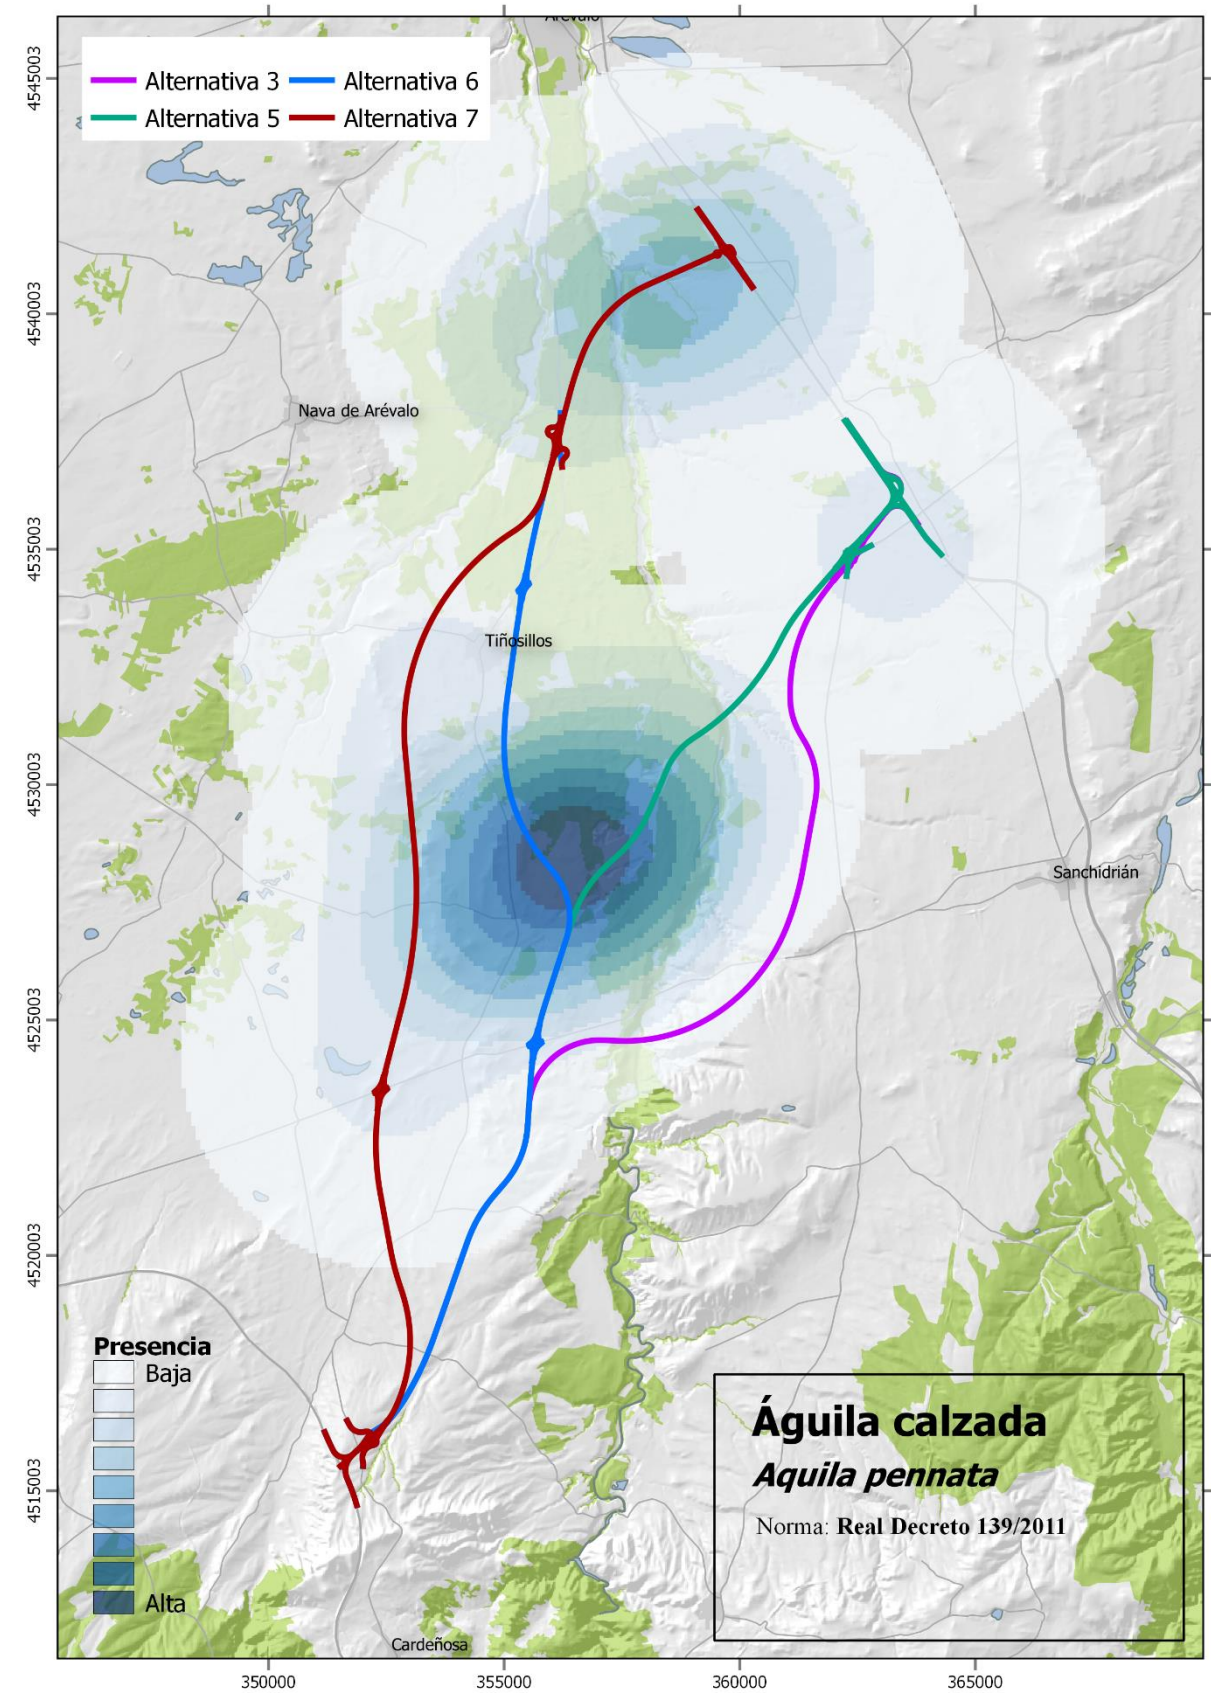 Arévalo
Alternativa 3
Alternativa 6
Alternativa 5
Alternativa 7
4545003
4540003
4535003
4530003
4525003
4520003
4515003
Nava de Arévalo
Tiñosillos
Sanchidrián
Cardeñosa
Presencia
Baja
Alta
Águila calzada
Aquila pennata
Norma: Real Decreto 139/2011
350000
355000
360000
365000